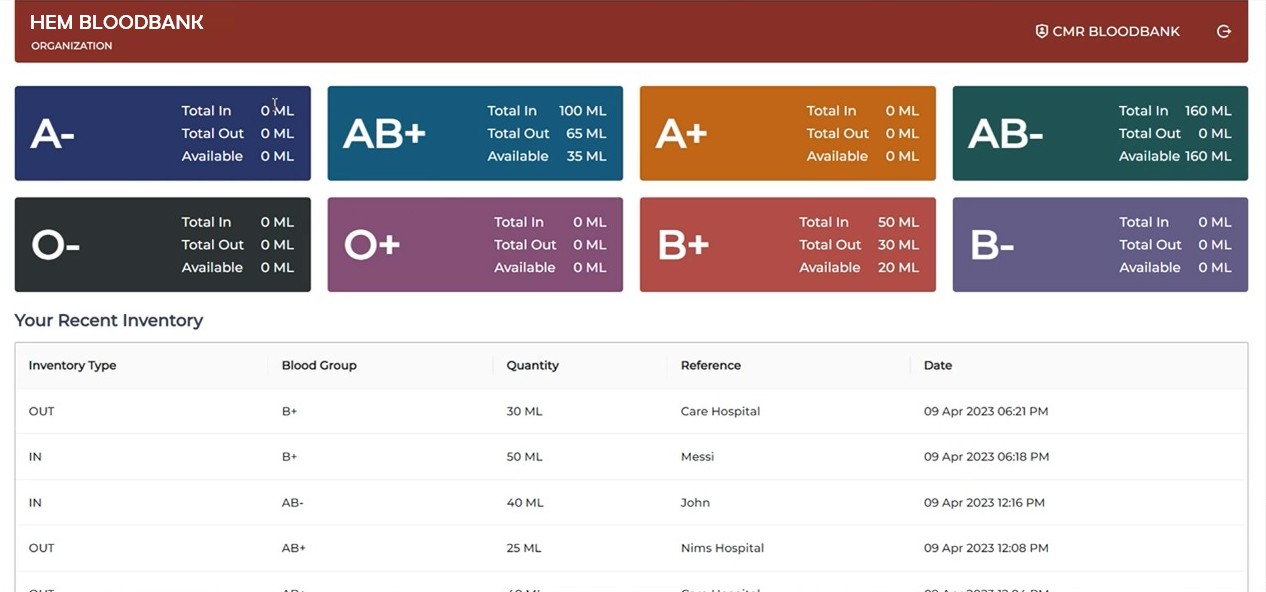 HEM BLOODBANK
ORGANIZATION
CMR BLOODBANK
A-
Total In 0 ML
Total Out 0 ML
Available 0 ML
AB+
Total In 100 ML
Total Out 65 ML
Available 35 ML
A+
Total In 0 ML
Total Out 0 ML
Available 0 ML
AB-
Total In 160 ML
Total Out 0 ML
Available 160 ML
O-
Total In 0 ML
Total Out 0 ML
Available 0 ML
O+
Total In 0 ML
Total Out 0 ML
Available 0 ML
B+
Total In 50 ML
Total Out 30 ML
Available 20 ML
B-
Total In 0 ML
Total Out 0 ML
Available 0 ML
Your Recent Inventory
Inventory Type Blood Group Quantity Reference Date
OUT B+ 30 ML Care Hospital 09 Apr 2023 06:21 PM
IN B+ 50 ML Messi 09 Apr 2023 06:18 PM
IN AB- 40 ML John 09 Apr 2023 12:16 PM
OUT AB+ 25 ML Nims Hospital 09 Apr 2023 12:08 PM